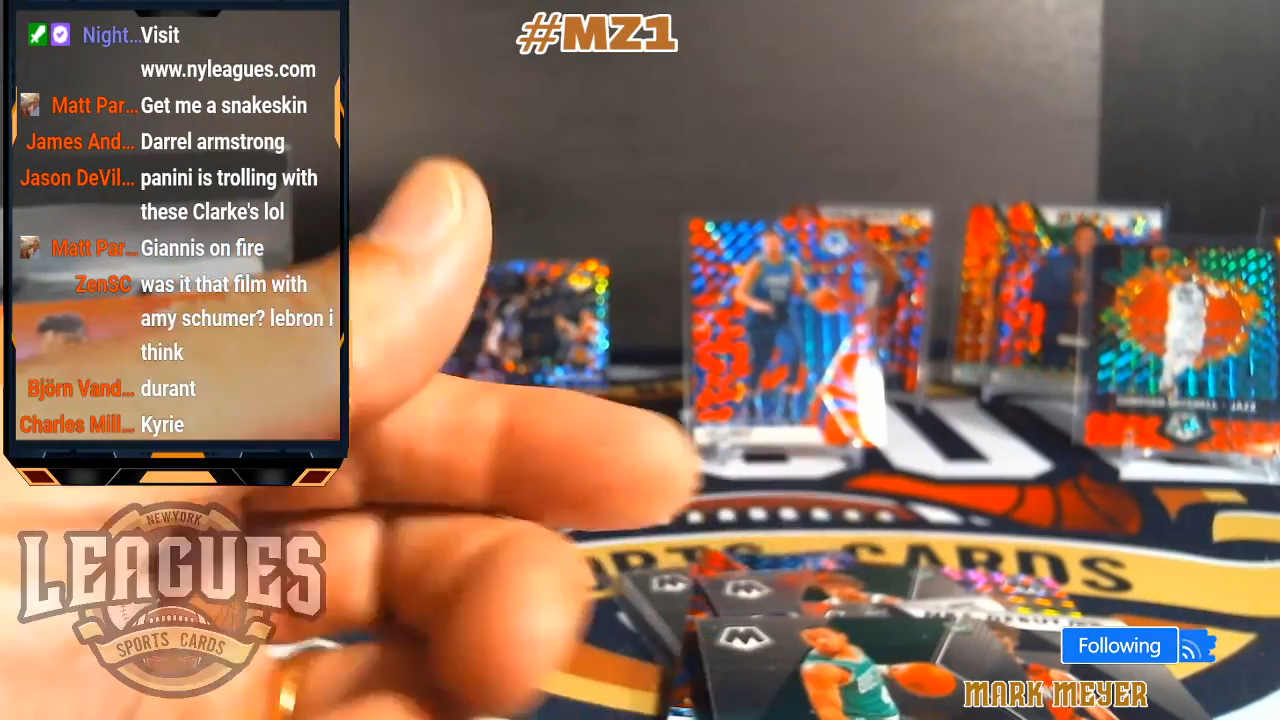 #MZ1
Night... Visit
www.nyleagues.com
Matt Par... Get me a snakeskin
James And... Darrel armstrong
Jason DeVil... panini is trolling with
these Clarke's lol
Matt Par... Giannis on fire
ZenSC was it that film with
amy schumer? lebron i
think
Björn Vand... durant
Charles Mill... Kyrie
NEWYORK
LEAGUES
SPORTS CARDS
CARDS
Following
MARK MEYER